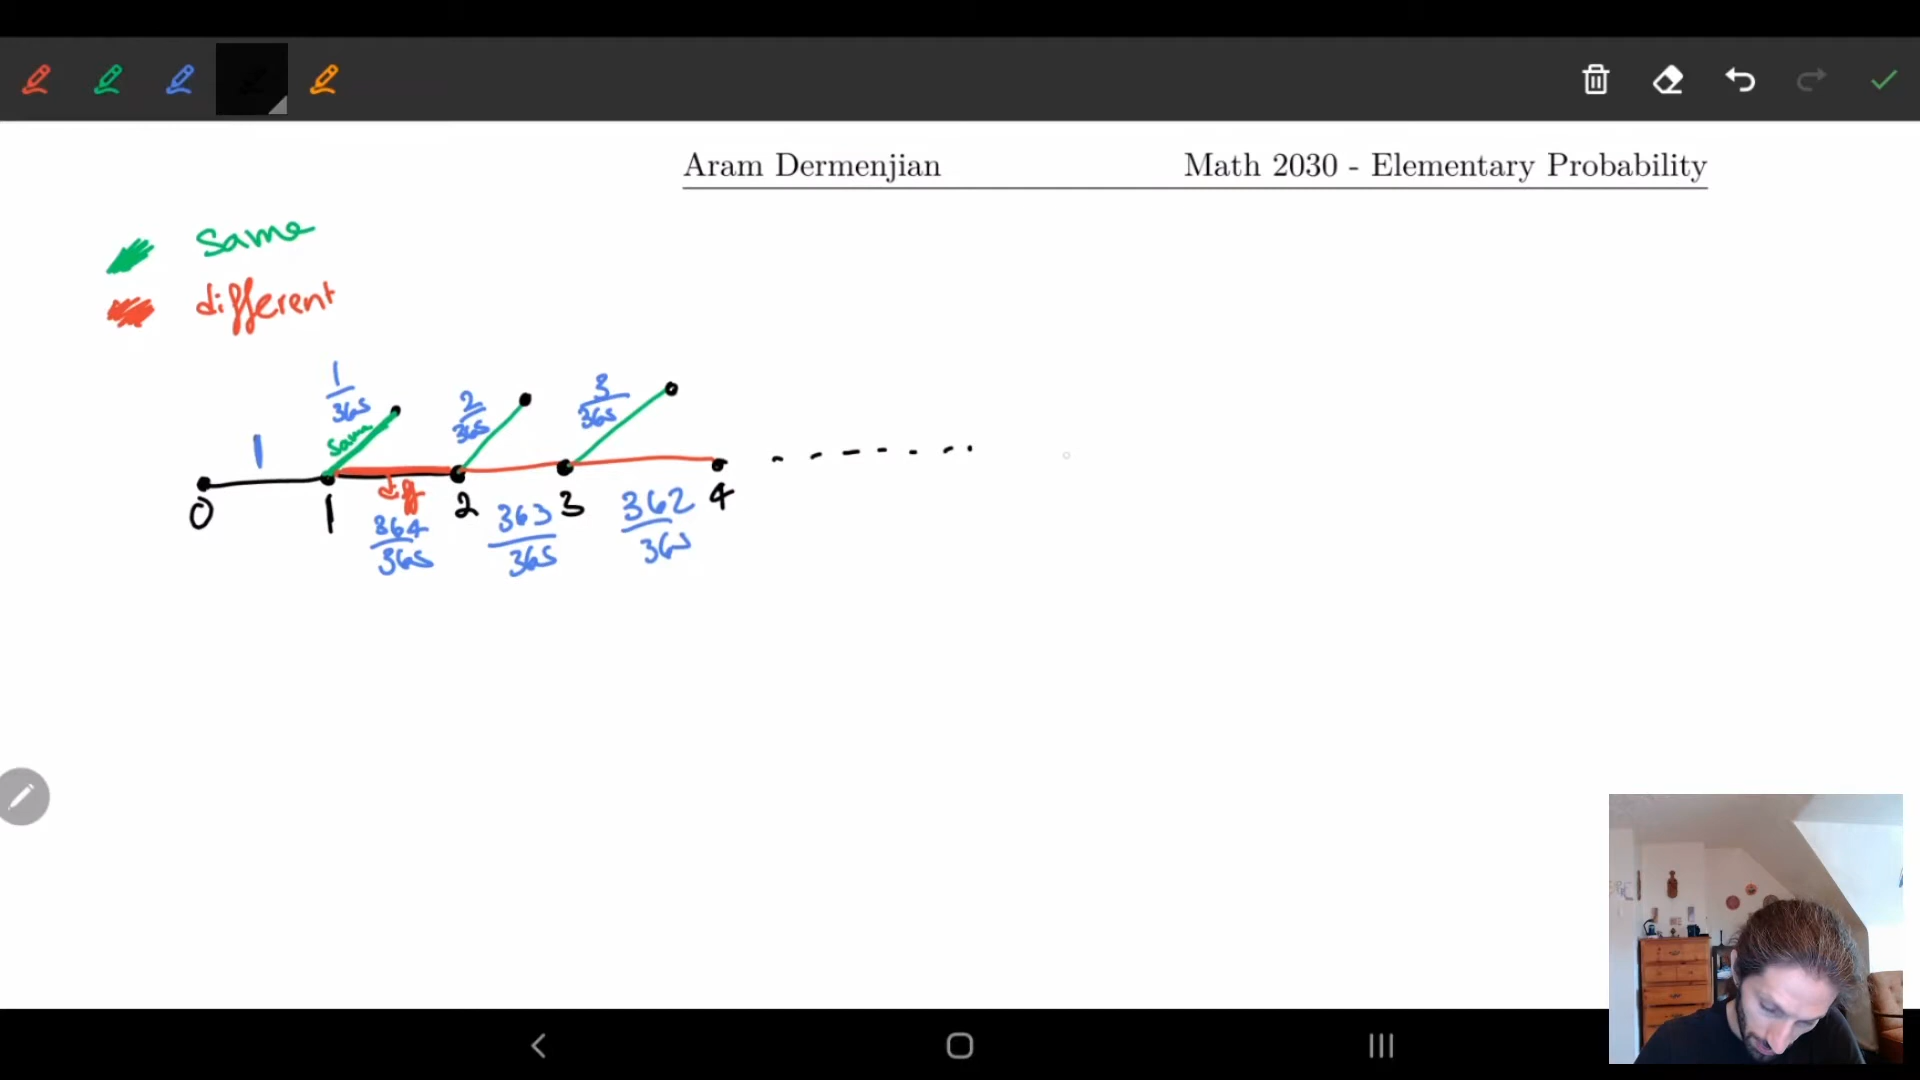 Aram Dermenjian Math 2030 - Elementary Probability
Same
different
1/365 2/365 3/365
1 Same
0 1 diff 2 3 4
364/365 363/365 362/365